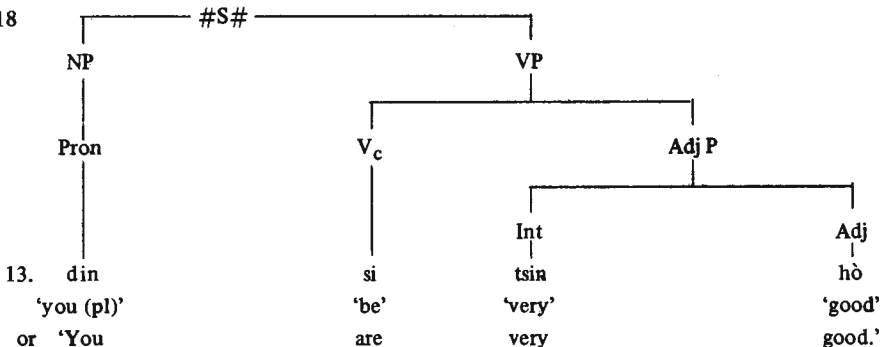 18 #S#
NP VP
Pron V_c Adj P
Int Adj
13. din si tsin hò
‘you (pl)’ ‘be’ ‘very’ ‘good’
or ‘You are very good.’